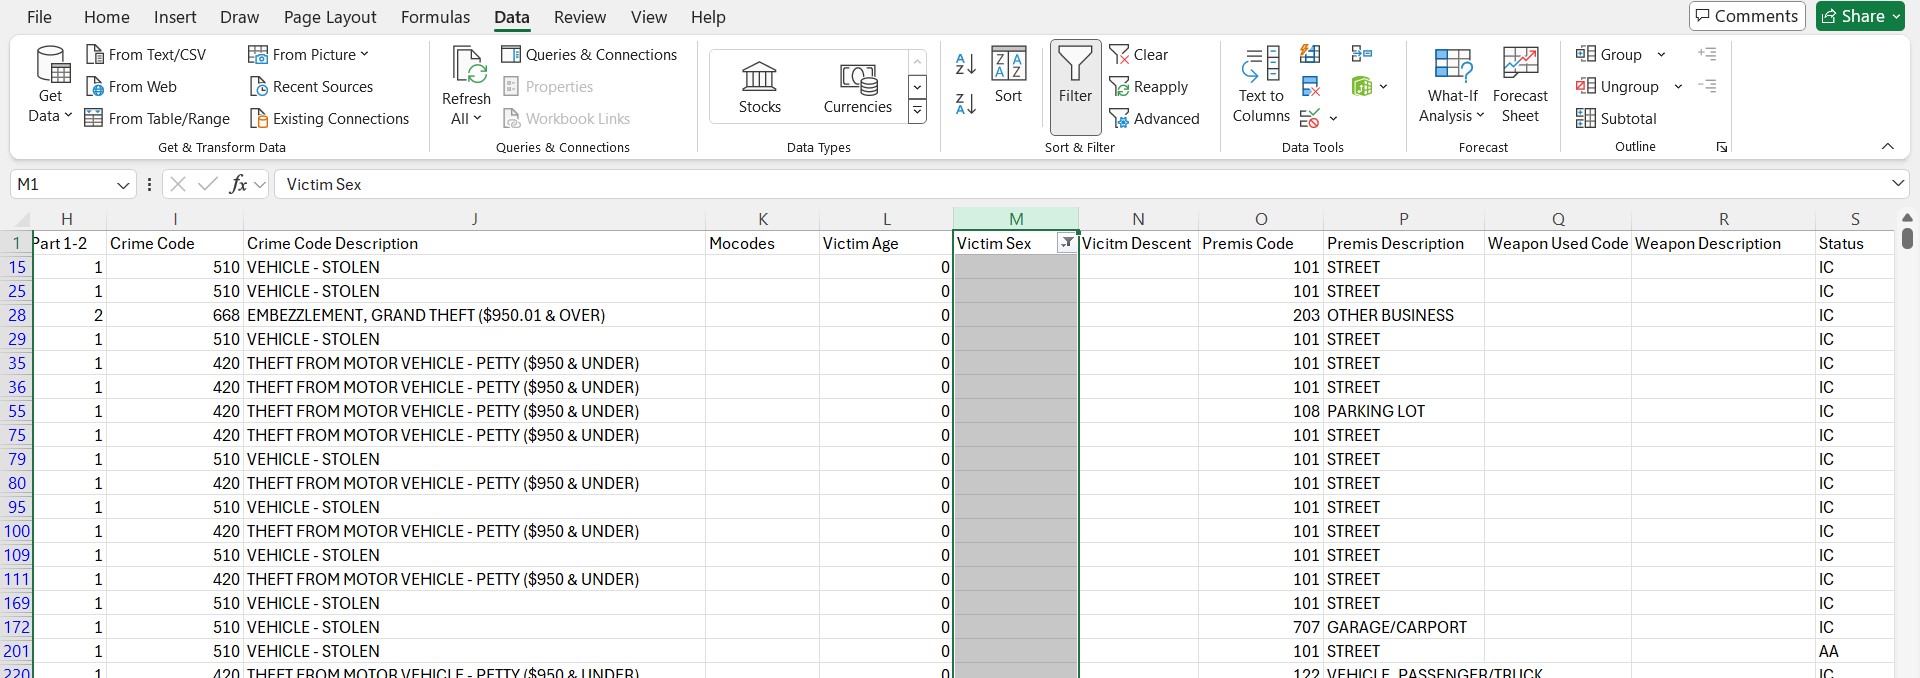 File Home Insert Draw Page Layout Formulas Data Review View Help Comments Share
From Text/CSV From Picture Queries & Connections Clear Group
Get Data From Web Recent Sources Refresh All Properties Stocks Currencies Sort Filter Reapply Text to Columns What-If Analysis Forecast Sheet Ungroup
From Table/Range Existing Connections Workbook Links Advanced Subtotal
Get & Transform Data Queries & Connections Data Types Sort & Filter Data Tools Forecast Outline
M1 fx Victim Sex
H I J K L M N O P Q R S
1 Part 1-2 Crime Code Crime Code Description Mocodes Victim Age Victim Sex Vicitm Descent Premis Code Premis Description Weapon Used Code Weapon Description Status
15 1 510 VEHICLE - STOLEN 0 101 STREET IC
25 1 510 VEHICLE - STOLEN 0 101 STREET IC
28 2 668 EMBEZZLEMENT, GRAND THEFT ($950.01 & OVER) 0 203 OTHER BUSINESS IC
29 1 510 VEHICLE - STOLEN 0 101 STREET IC
35 1 420 THEFT FROM MOTOR VEHICLE - PETTY ($950 & UNDER) 0 101 STREET IC
36 1 420 THEFT FROM MOTOR VEHICLE - PETTY ($950 & UNDER) 0 101 STREET IC
55 1 420 THEFT FROM MOTOR VEHICLE - PETTY ($950 & UNDER) 0 108 PARKING LOT IC
75 1 420 THEFT FROM MOTOR VEHICLE - PETTY ($950 & UNDER) 0 101 STREET IC
79 1 510 VEHICLE - STOLEN 0 101 STREET IC
80 1 420 THEFT FROM MOTOR VEHICLE - PETTY ($950 & UNDER) 0 101 STREET IC
95 1 510 VEHICLE - STOLEN 0 101 STREET IC
100 1 420 THEFT FROM MOTOR VEHICLE - PETTY ($950 & UNDER) 0 101 STREET IC
109 1 510 VEHICLE - STOLEN 0 101 STREET IC
111 1 420 THEFT FROM MOTOR VEHICLE - PETTY ($950 & UNDER) 0 101 STREET IC
169 1 510 VEHICLE - STOLEN 0 101 STREET IC
172 1 510 VEHICLE - STOLEN 0 707 GARAGE/CARPORT IC
201 1 510 VEHICLE - STOLEN 0 101 STREET AA
220 1 420 THEFT FROM MOTOR VEHICLE - PETTY ($950 & UNDER) 0 122 VEHICLE, PASSENGER/TRUCK IC